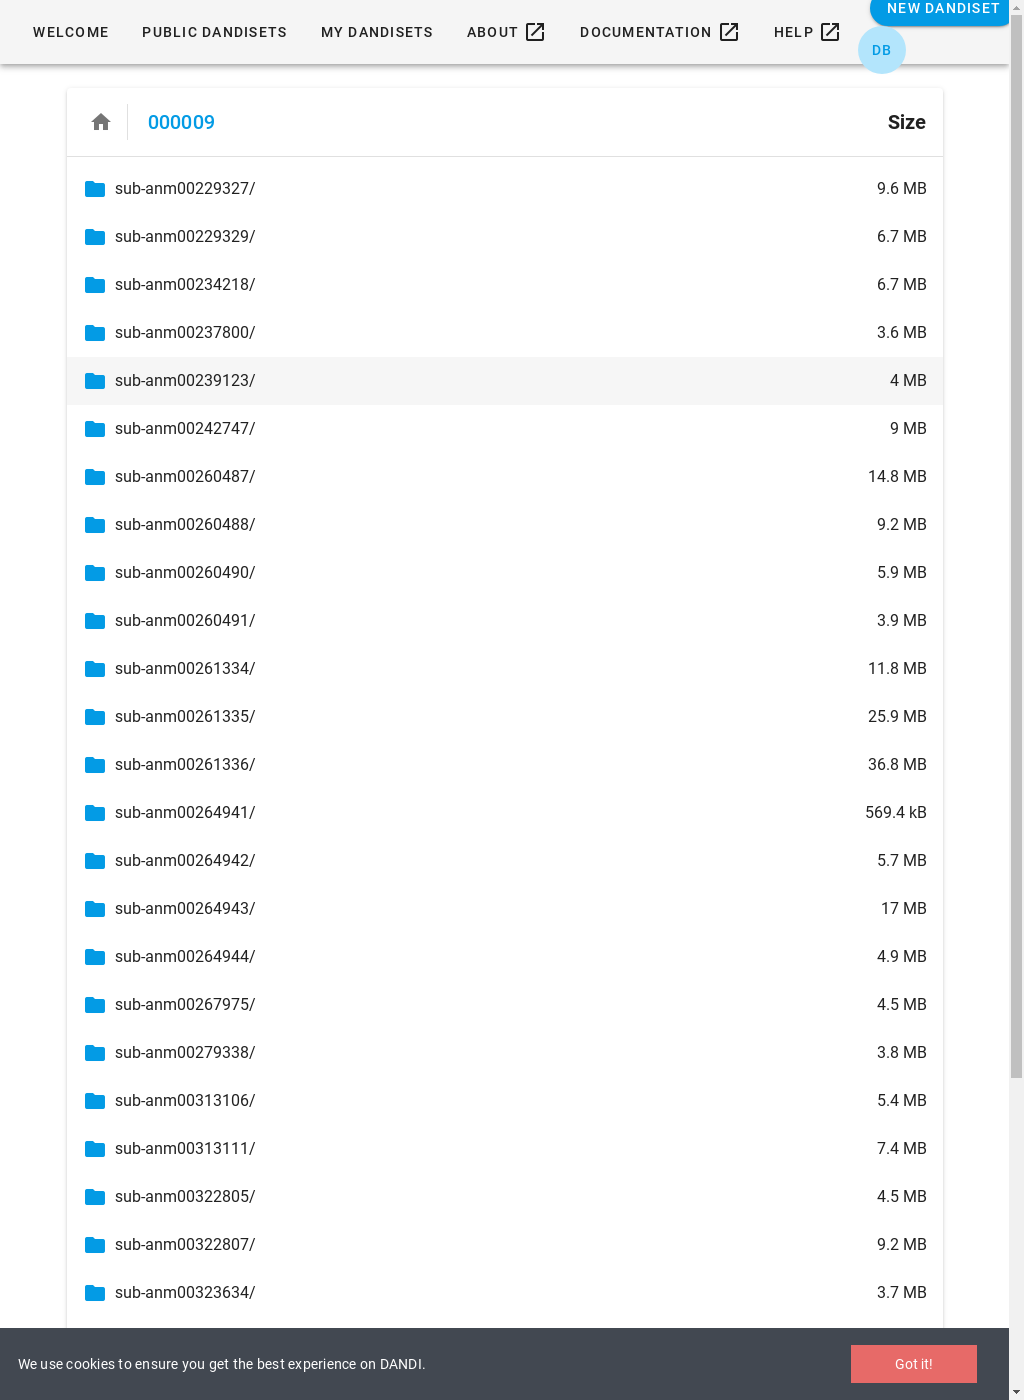 WELCOME PUBLIC DANDISETS MY DANDISETS ABOUT DOCUMENTATION HELP NEW DANDISET
DB
000009 Size
sub-anm00229327/ 9.6 MB
sub-anm00229329/ 6.7 MB
sub-anm00234218/ 6.7 MB
sub-anm00237800/ 3.6 MB
sub-anm00239123/ 4 MB
sub-anm00242747/ 9 MB
sub-anm00260487/ 14.8 MB
sub-anm00260488/ 9.2 MB
sub-anm00260490/ 5.9 MB
sub-anm00260491/ 3.9 MB
sub-anm00261334/ 11.8 MB
sub-anm00261335/ 25.9 MB
sub-anm00261336/ 36.8 MB
sub-anm00264941/ 569.4 kB
sub-anm00264942/ 5.7 MB
sub-anm00264943/ 17 MB
sub-anm00264944/ 4.9 MB
sub-anm00267975/ 4.5 MB
sub-anm00279338/ 3.8 MB
sub-anm00313106/ 5.4 MB
sub-anm00313111/ 7.4 MB
sub-anm00322805/ 4.5 MB
sub-anm00322807/ 9.2 MB
sub-anm00323634/ 3.7 MB
We use cookies to ensure you get the best experience on DANDI. Got it!